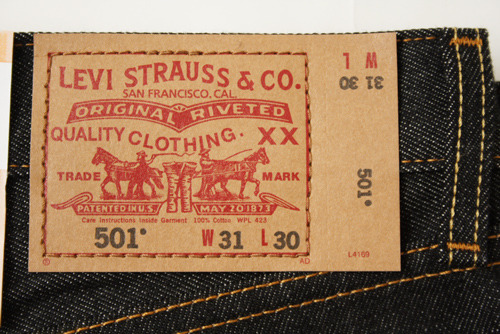 LEVI STRAUSS & CO.
SAN FRANCISCO, CAL.
ORIGINAL RIVETED
QUALITY CLOTHING. XX
TRADE MARK
PATENTED IN U.S. MAY 20 1873
Care Instructions Inside Garment 100% Cotton WPL 423
501® W 31 L 30
© AD
W L
31 30
501®
L4169